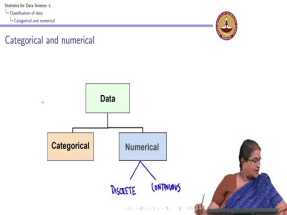 Statistics for Data Science -1
Classification of data
Categorical and numerical
Categorical and numerical
Data
Categorical
Numerical
DISCRETE
CONTINUOUS